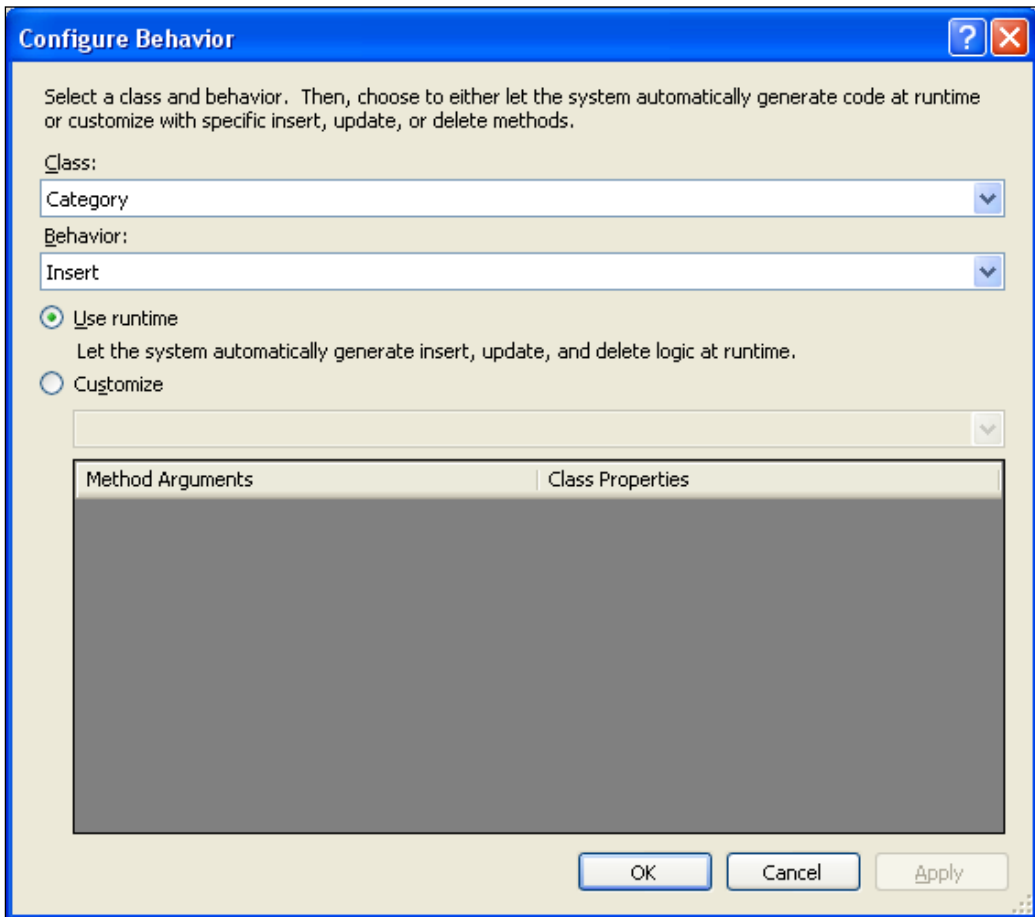 Configure Behavior
Select a class and behavior. Then, choose to either let the system automatically generate code at runtime
or customize with specific insert, update, or delete methods.
Class:
Category
Behavior:
Insert
Use runtime
Let the system automatically generate insert, update, and delete logic at runtime.
Customize
Method Arguments Class Properties
OK Cancel Apply